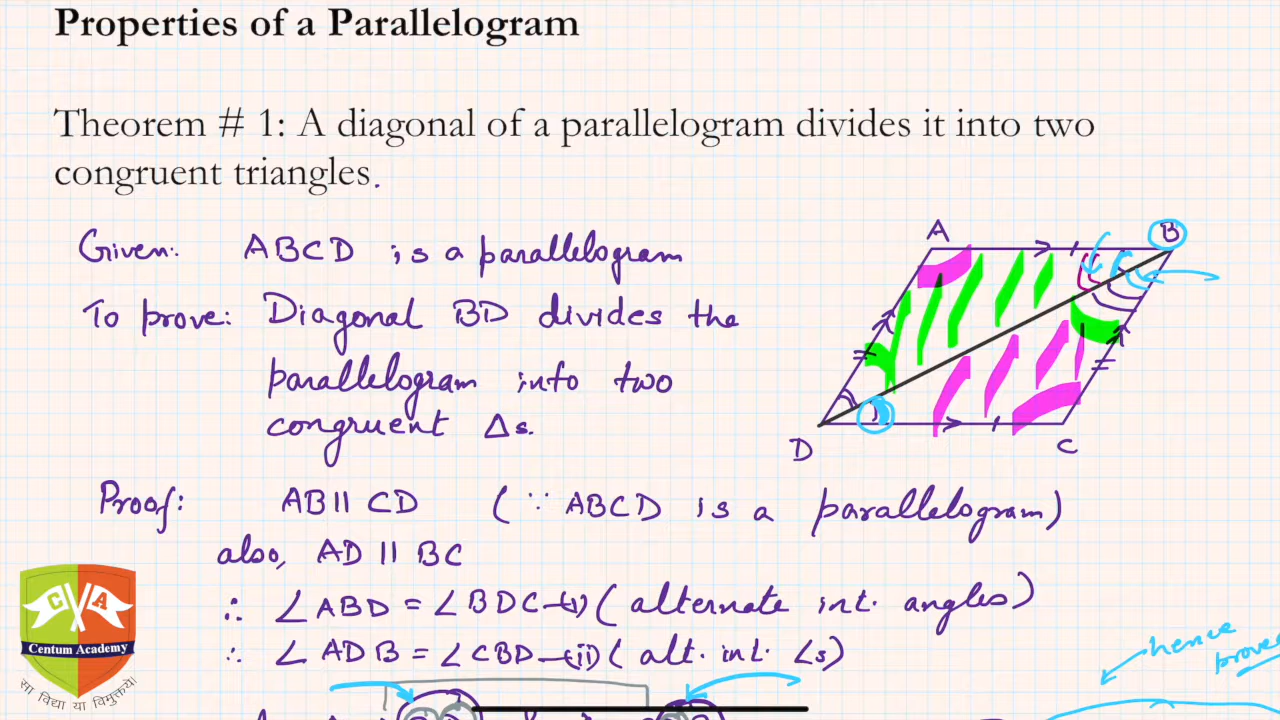 Properties of a Parallelogram
Theorem # 1: A diagonal of a parallelogram divides it into two
congruent triangles.
Given: ABCD is a parallelogram
To prove: Diagonal BD divides the
parallelogram into two
congruent Δs.
A
B
D
C
Proof: AB || CD (∵ ABCD is a parallelogram)
also, AD || BC
∴ ∠ABD = ∠BDC —(i) (alternate int. angles)
∴ ∠ADB = ∠CBD —(ii) (alt. int. ∠s)
hence
prove
C A
Centum Academy
सा विद्या या विमुक्तये।